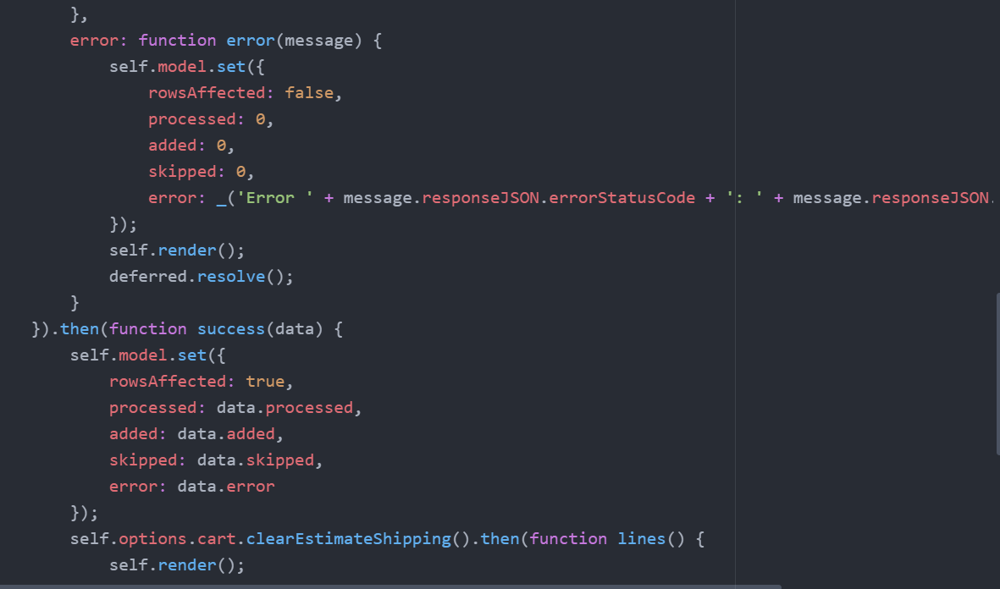 },
    error: function error(message) {
        self.model.set({
            rowsAffected: false,
            processed: 0,
            added: 0,
            skipped: 0,
            error: _('Error ' + message.responseJSON.errorStatusCode + ': ' + message.responseJSON.
        });
        self.render();
        deferred.resolve();
    }
}).then(function success(data) {
    self.model.set({
        rowsAffected: true,
        processed: data.processed,
        added: data.added,
        skipped: data.skipped,
        error: data.error
    });
    self.options.cart.clearEstimateShipping().then(function lines() {
        self.render();